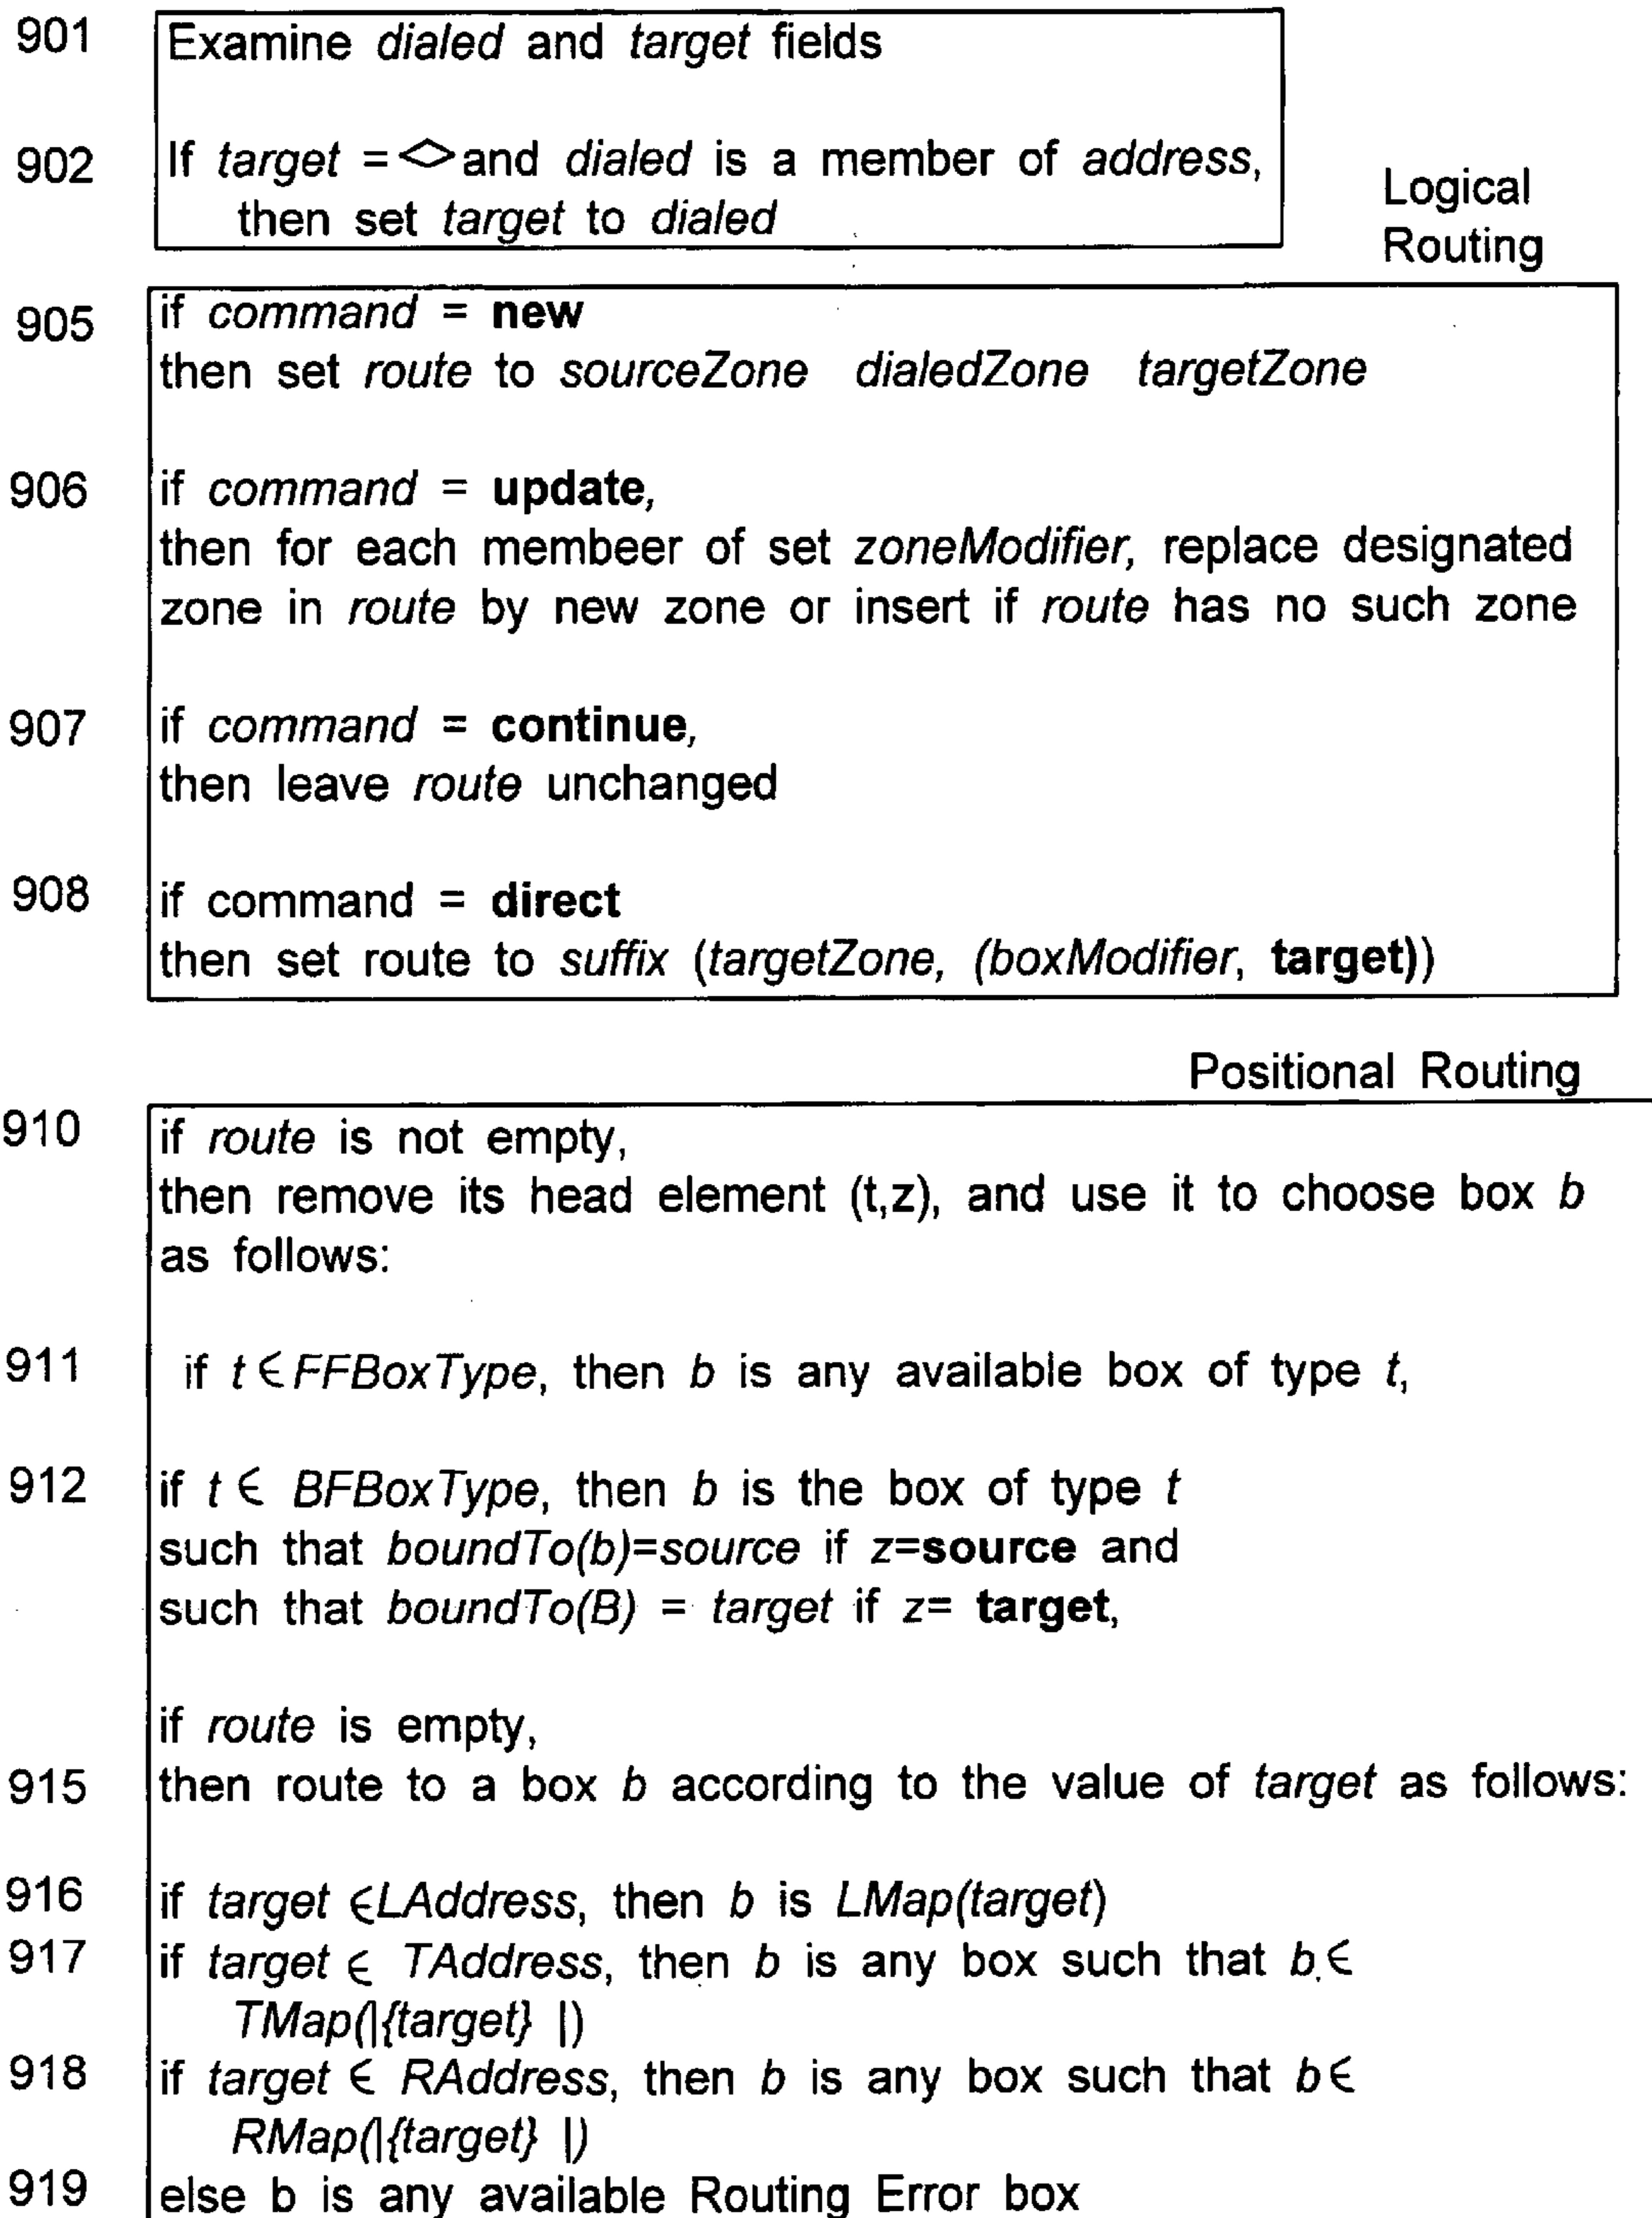 901 Examine dialed and target fields
902 If target = <> and dialed is a member of address,
then set target to dialed
Logical
Routing
905 if command = new
then set route to sourceZone dialedZone targetZone
906 if command = update,
then for each membeer of set zoneModifier, replace designated
zone in route by new zone or insert if route has no such zone
907 if command = continue,
then leave route unchanged
908 if command = direct
then set route to suffix (targetZone, (boxModifier, target))
Positional Routing
910 if route is not empty,
then remove its head element (t,z), and use it to choose box b
as follows:
911 if t ∈ FFBoxType, then b is any available box of type t,
912 if t ∈ BFBoxType, then b is the box of type t
such that boundTo(b)=source if z=source and
such that boundTo(B) = target if z= target,
if route is empty,
915 then route to a box b according to the value of target as follows:
916 if target ∈LAddress, then b is LMap(target)
917 if target ∈ TAddress, then b is any box such that b ∈
TMap(|{target} |)
918 if target ∈ RAddress, then b is any box such that b∈
RMap(|{target} |)
919 else b is any available Routing Error box